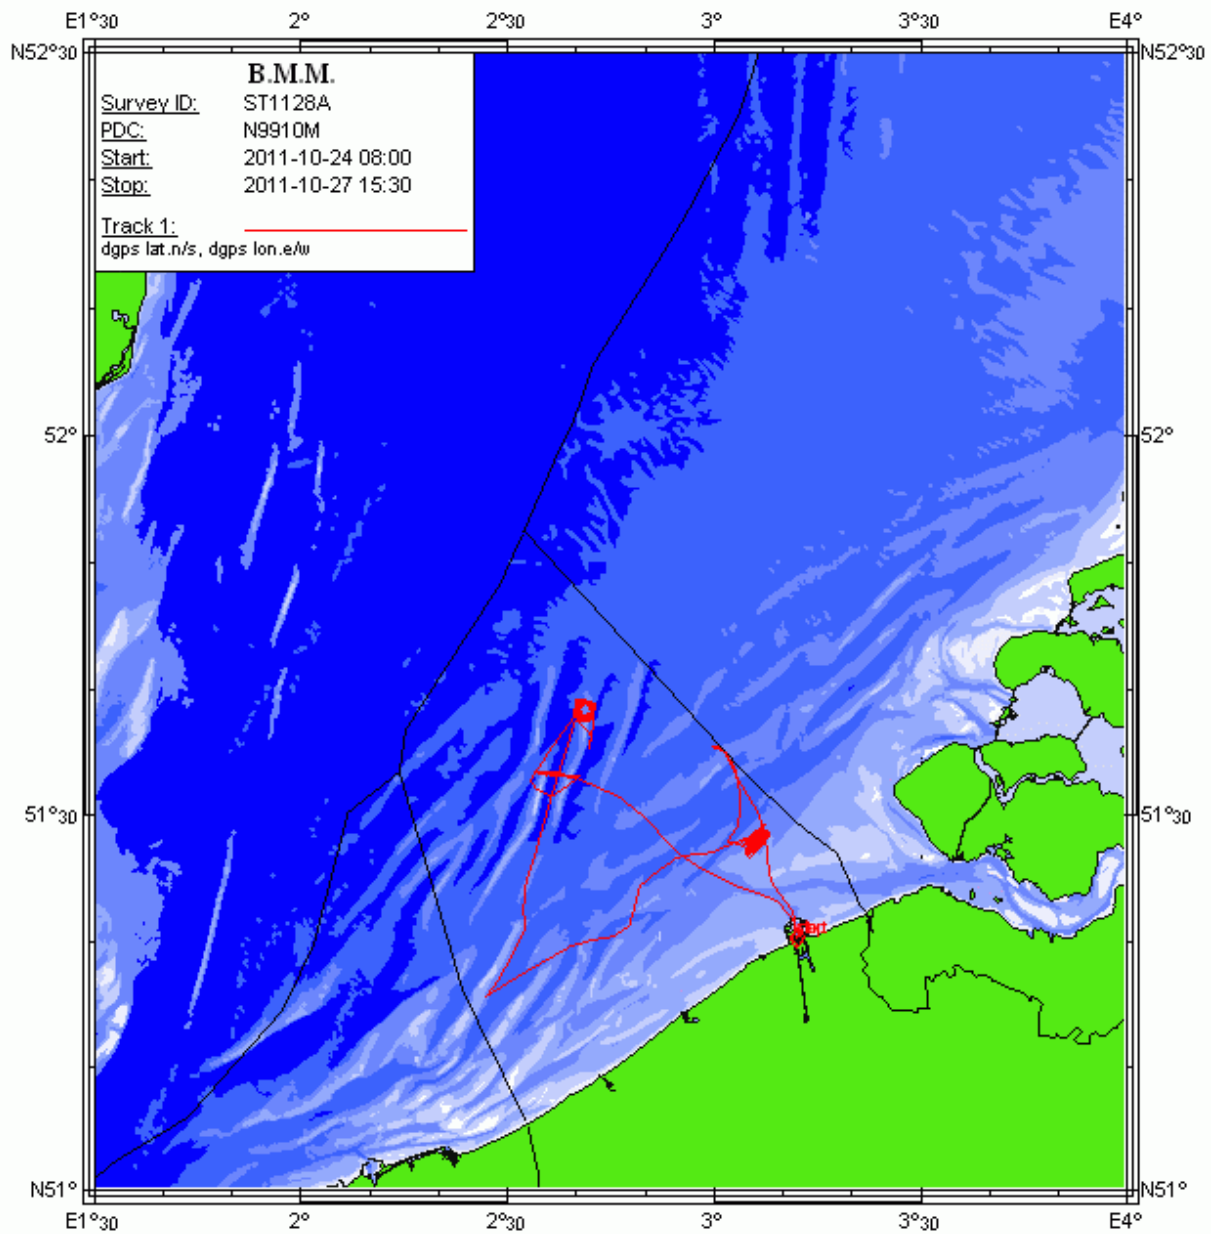 E1°30 2° 2°30 3° 3°30 E4°
N52°30 N52°30
B.M.M.
Survey ID: ST1128A
PDC: N9910M
Start: 2011-10-24 08:00
Stop: 2011-10-27 15:30
Track 1:
dgps lat.n/s, dgps lon.e/w
52° 52°
51°30 51°30
N51° N51°
E1°30 2° 2°30 3° 3°30 E4°